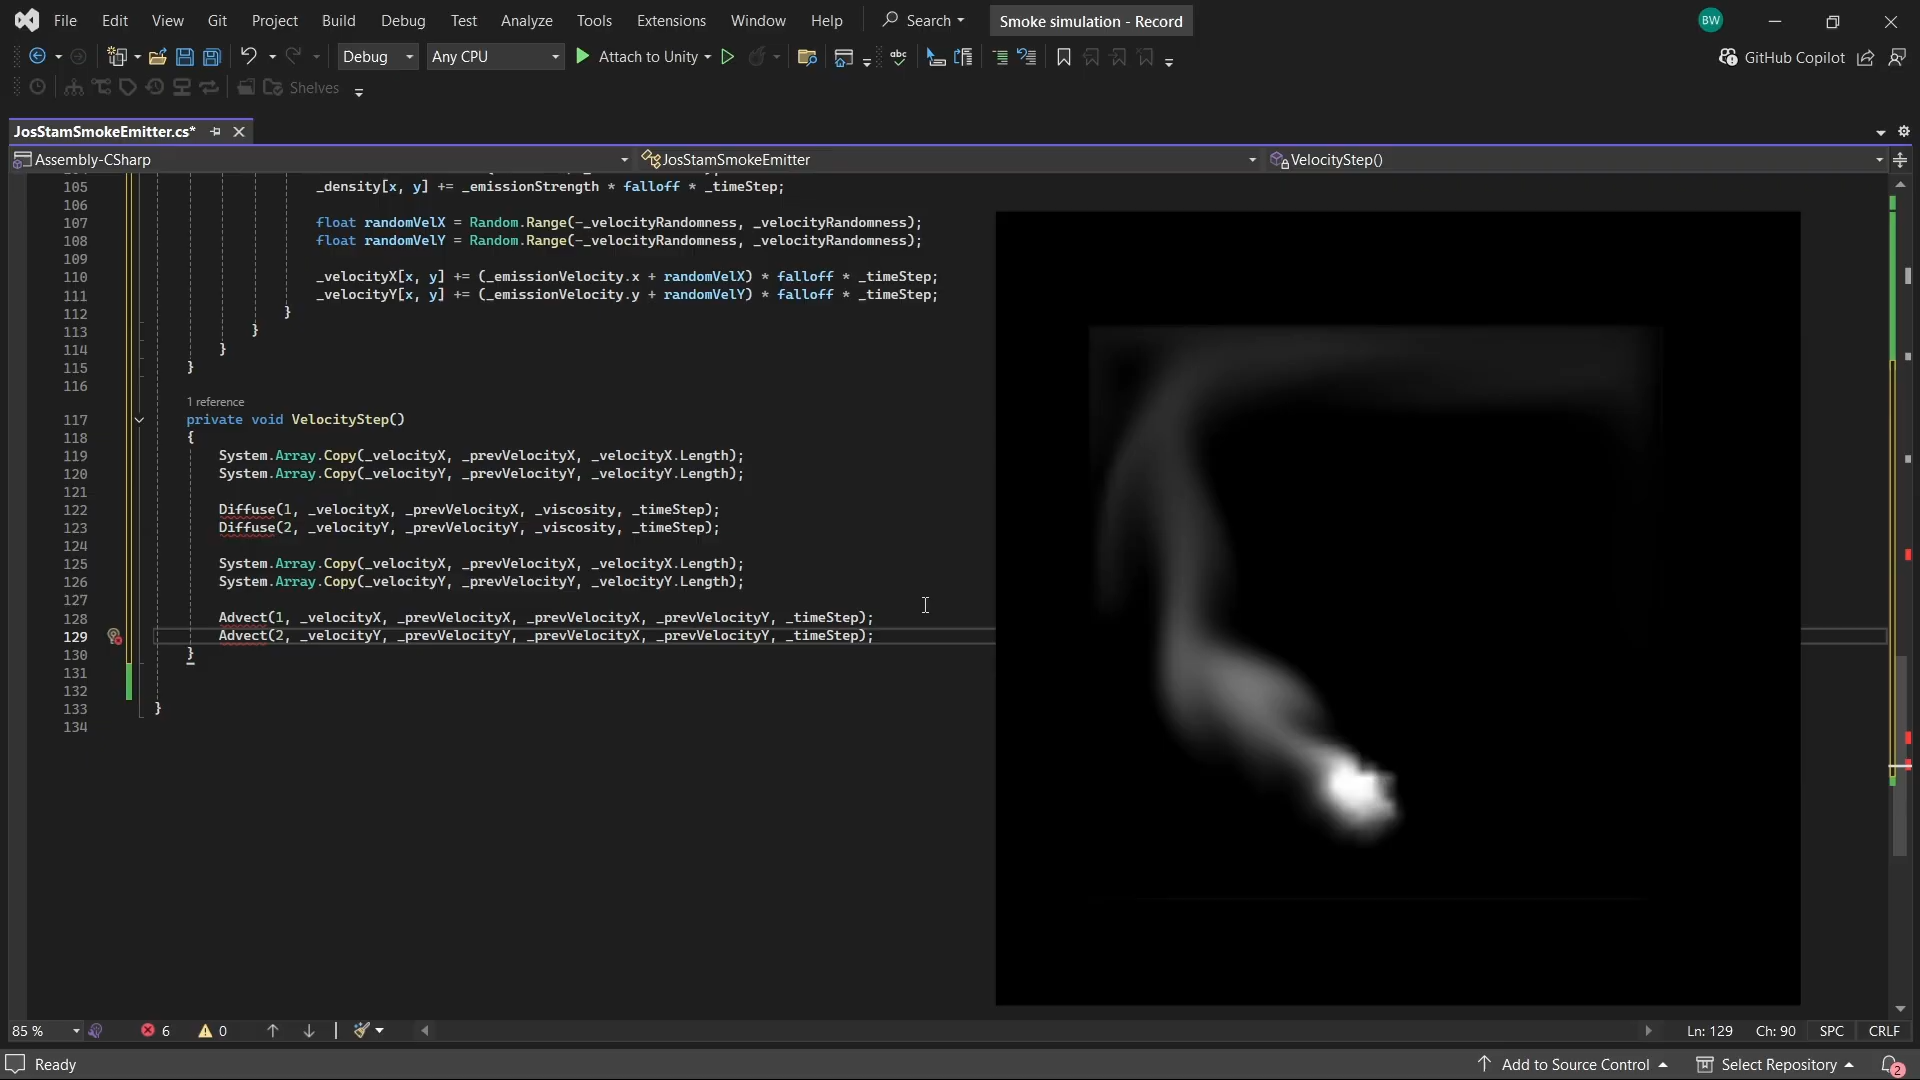 File Edit View Git Project Build Debug Test Analyze Tools Extensions Window Help Search Smoke simulation - Record BW
Debug Any CPU Attach to Unity abc GitHub Copilot
Shelves
JosStamSmokeEmitter.cs*
Assembly-CSharp JosStamSmokeEmitter VelocityStep()
105 _density[x, y] += _emissionStrength * falloff * _timeStep;
106
107 float randomVelX = Random.Range(-_velocityRandomness, _velocityRandomness);
108 float randomVelY = Random.Range(-_velocityRandomness, _velocityRandomness);
109
110 _velocityX[x, y] += (_emissionVelocity.x + randomVelX) * falloff * _timeStep;
111 _velocityY[x, y] += (_emissionVelocity.y + randomVelY) * falloff * _timeStep;
112 }
113 }
114 }
115 }
116
1 reference
117 private void VelocityStep()
118 {
119 System.Array.Copy(_velocityX, _prevVelocityX, _velocityX.Length);
120 System.Array.Copy(_velocityY, _prevVelocityY, _velocityY.Length);
121
122 Diffuse(1, _velocityX, _prevVelocityX, _viscosity, _timeStep);
123 Diffuse(2, _velocityY, _prevVelocityY, _viscosity, _timeStep);
124
125 System.Array.Copy(_velocityX, _prevVelocityX, _velocityX.Length);
126 System.Array.Copy(_velocityY, _prevVelocityY, _velocityY.Length);
127
128 Advect(1, _velocityX, _prevVelocityX, _prevVelocityX, _prevVelocityY, _timeStep);
129 Advect(2, _velocityY, _prevVelocityY, _prevVelocityX, _prevVelocityY, _timeStep);
130 }
131
132
133 }
134
85 % 6 0 Ln: 129 Ch: 90 SPC CRLF
Ready Add to Source Control Select Repository 2